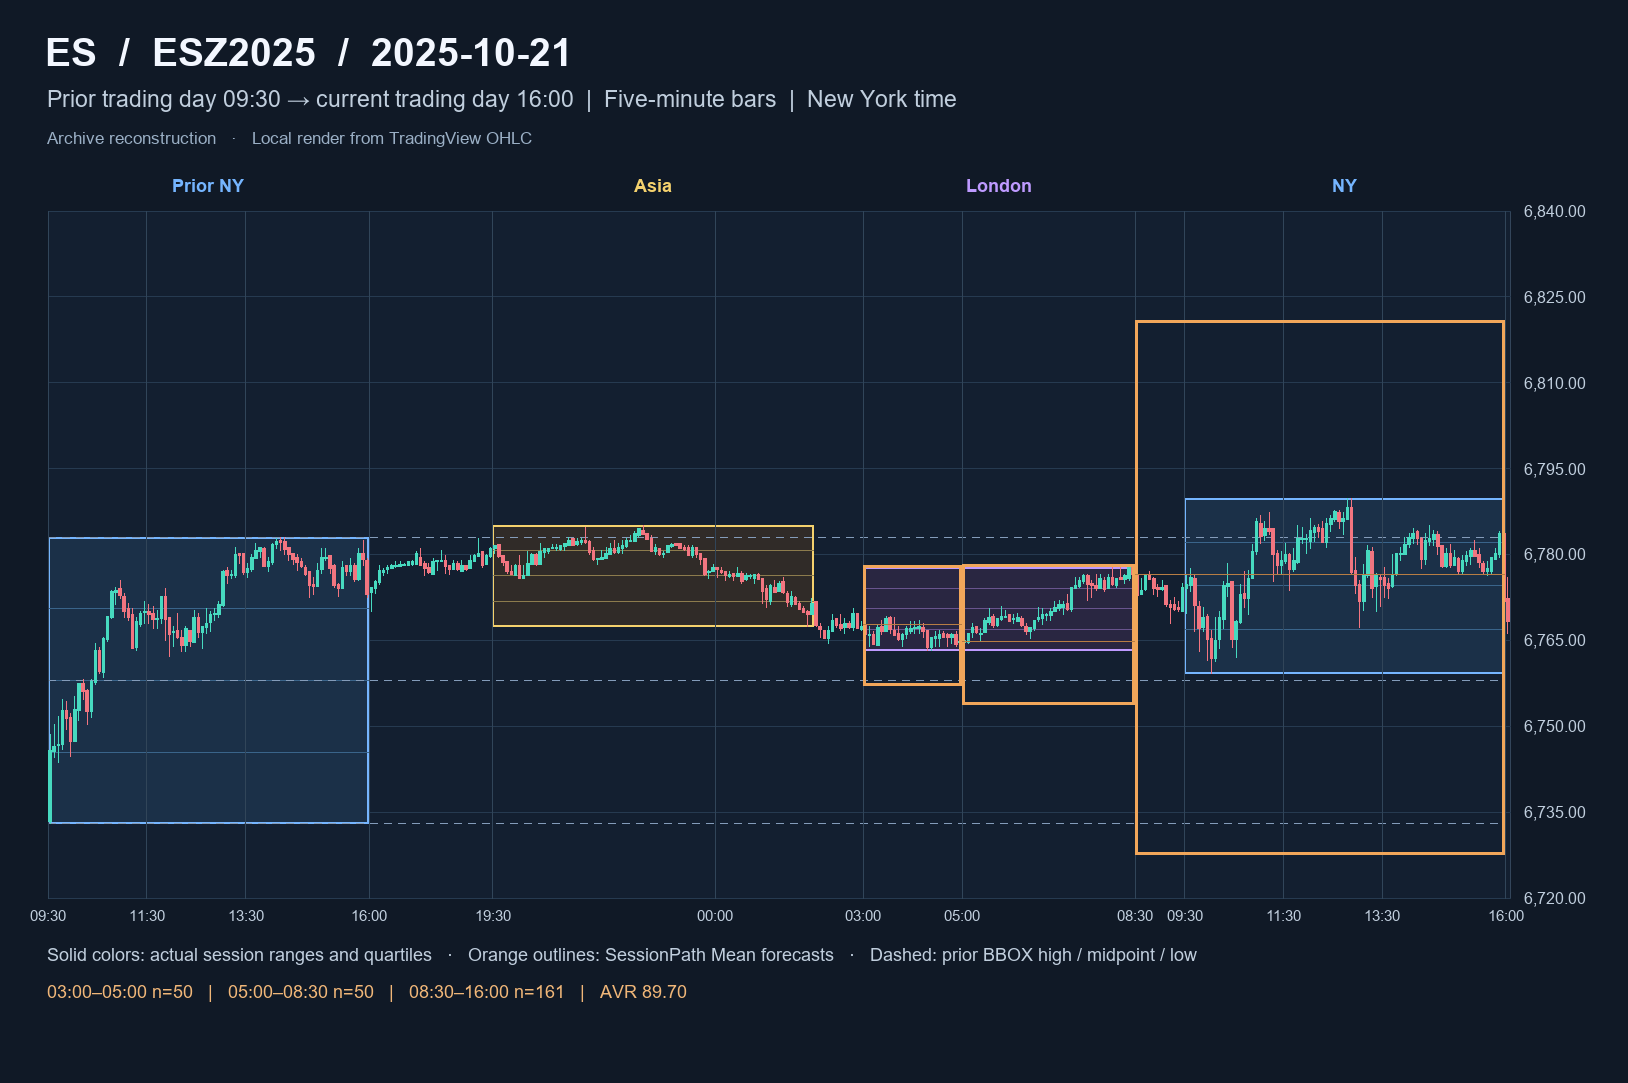 ES / ESZ2025 / 2025-10-21
Prior trading day 09:30 → current trading day 16:00 | Five-minute bars | New York time
Archive reconstruction · Local render from TradingView OHLC
Prior NY Asia London NY
6,840.00
6,825.00
6,810.00
6,795.00
6,780.00
6,765.00
6,750.00
6,735.00
6,720.00
09:30 11:30 13:30 16:00 19:30 00:00 03:00 05:00 08:30 09:30 11:30 13:30 16:00
Solid colors: actual session ranges and quartiles · Orange outlines: SessionPath Mean forecasts · Dashed: prior BBOX high / midpoint / low
03:00–05:00 n=50 | 05:00–08:30 n=50 | 08:30–16:00 n=161 | AVR 89.70